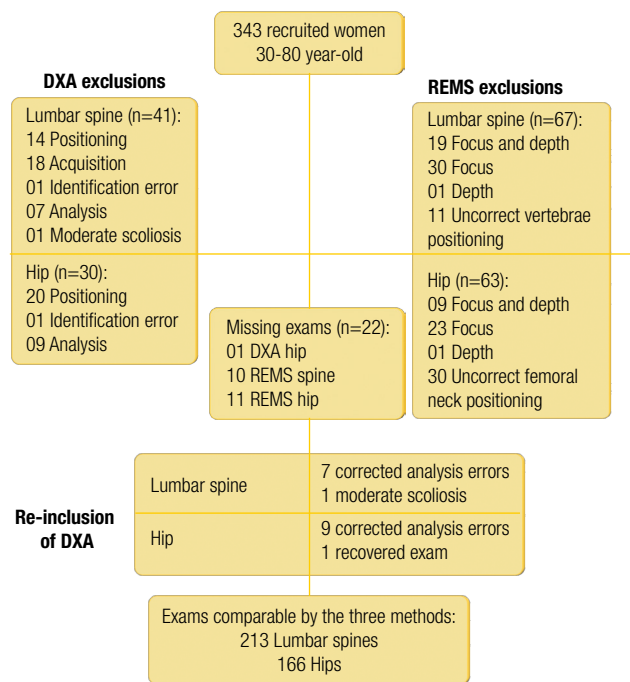 343 recruited women
30-80 year-old
DXA exclusions
Lumbar spine (n=41):
14 Positioning
18 Acquisition
01 Identification error
07 Analysis
01 Moderate scoliosis
Hip (n=30):
20 Positioning
01 Identification error
09 Analysis
REMS exclusions
Lumbar spine (n=67):
19 Focus and depth
30 Focus
01 Depth
11 Uncorrect vertebrae
positioning
Hip (n=63):
09 Focus and depth
23 Focus
01 Depth
30 Uncorrect femoral
neck positioning
Missing exams (n=22):
01 DXA hip
10 REMS spine
11 REMS hip
Re-inclusion
of DXA
Lumbar spine
7 corrected analysis errors
1 moderate scoliosis
Hip
9 corrected analysis errors
1 recovered exam
Exams comparable by the three methods:
213 Lumbar spines
166 Hips